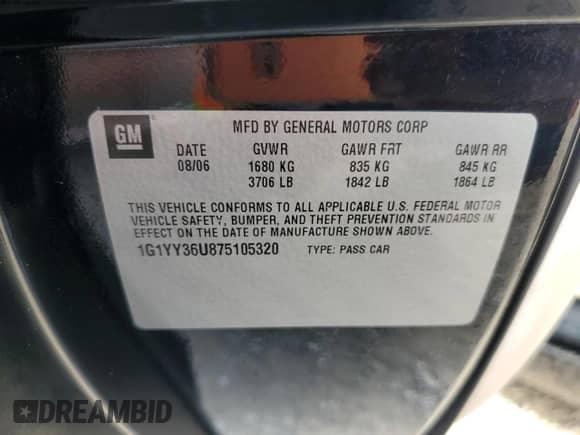 GM
MFD BY GENERAL MOTORS CORP
DATE GVWR GAWR FRT GAWR RR
08/06 1680 KG 835 KG 845 KG
3706 LB 1842 LB 1864 LB
THIS VEHICLE CONFORMS TO ALL APPLICABLE U.S. FEDERAL MOTOR
VEHICLE SAFETY, BUMPER, AND THEFT PREVENTION STANDARDS IN
EFFECT ON THE DATE OF MANUFACTURE SHOWN ABOVE.
1G1YY36U875105320 TYPE: PASS CAR
DREAMBID